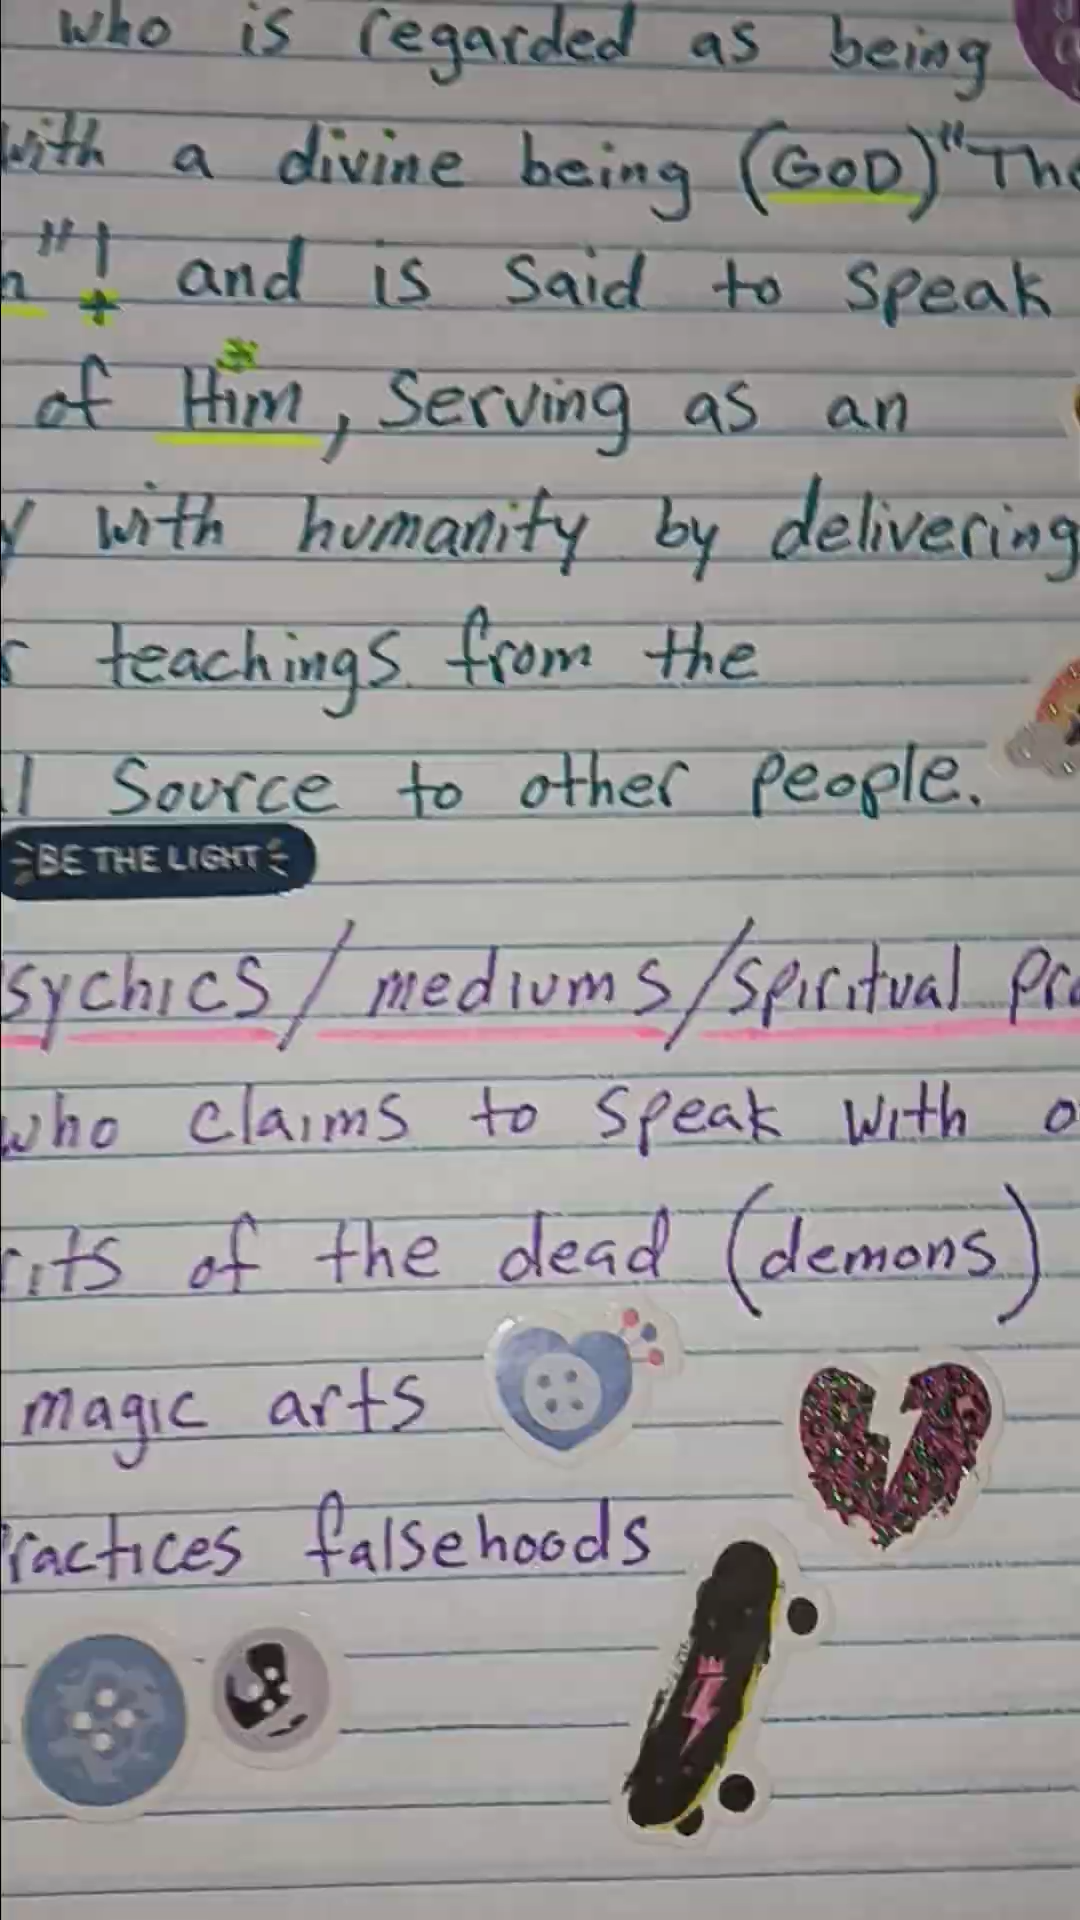 who is regarded as being
with a divine being (GOD)" The
"! and is said to speak
of Him, serving as an
with humanity by delivering
teachings from the
source to other people.
BE THE LIGHT
sychics/mediums/spiritual
who claims to speak with
of the dead (demons)
magic arts
ractices falsehoods